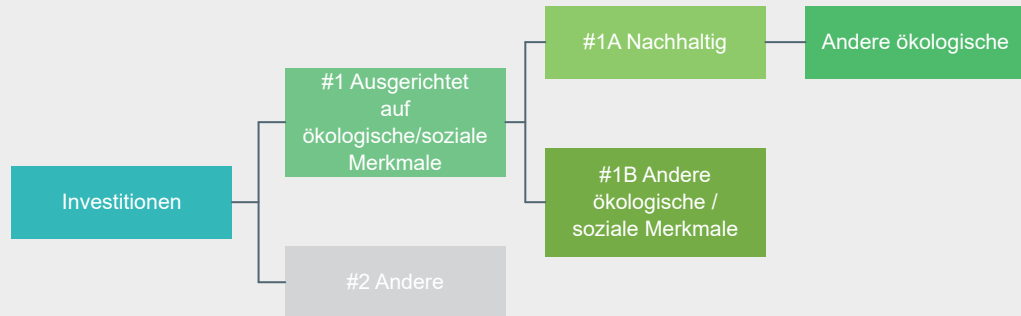 #1A Nachhaltig
Andere ökologische
#1 Ausgerichtet
auf
ökologische/soziale
Merkmale
Investitionen
#1B Andere
ökologische /
soziale Merkmale
#2 Andere